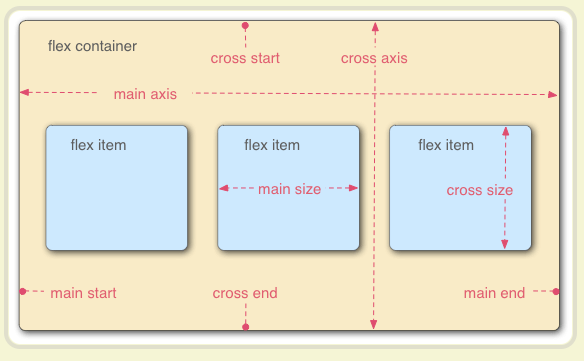 flex container
cross start
cross axis
main axis
flex item
flex item
flex item
main size
cross size
main start
cross end
main end